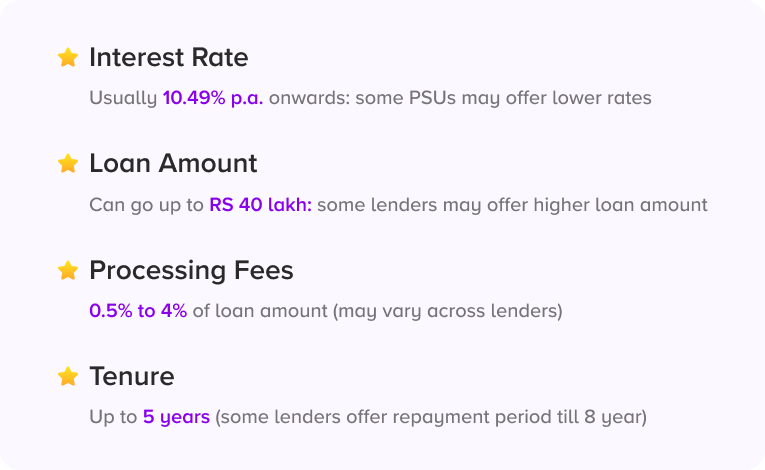 Interest Rate
Usually 10.49% p.a. onwards: some PSUs may offer lower rates
Loan Amount
Can go up to RS 40 lakh: some lenders may offer higher loan amount
Processing Fees
0.5% to 4% of loan amount (may vary across lenders)
Tenure
Up to 5 years (some lenders offer repayment period till 8 year)